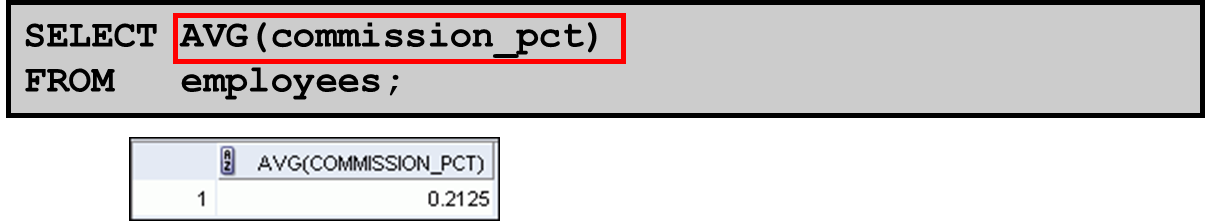 SELECT AVG(commission_pct)
FROM employees;
AVG(COMMISSION_PCT)
1 0.2125